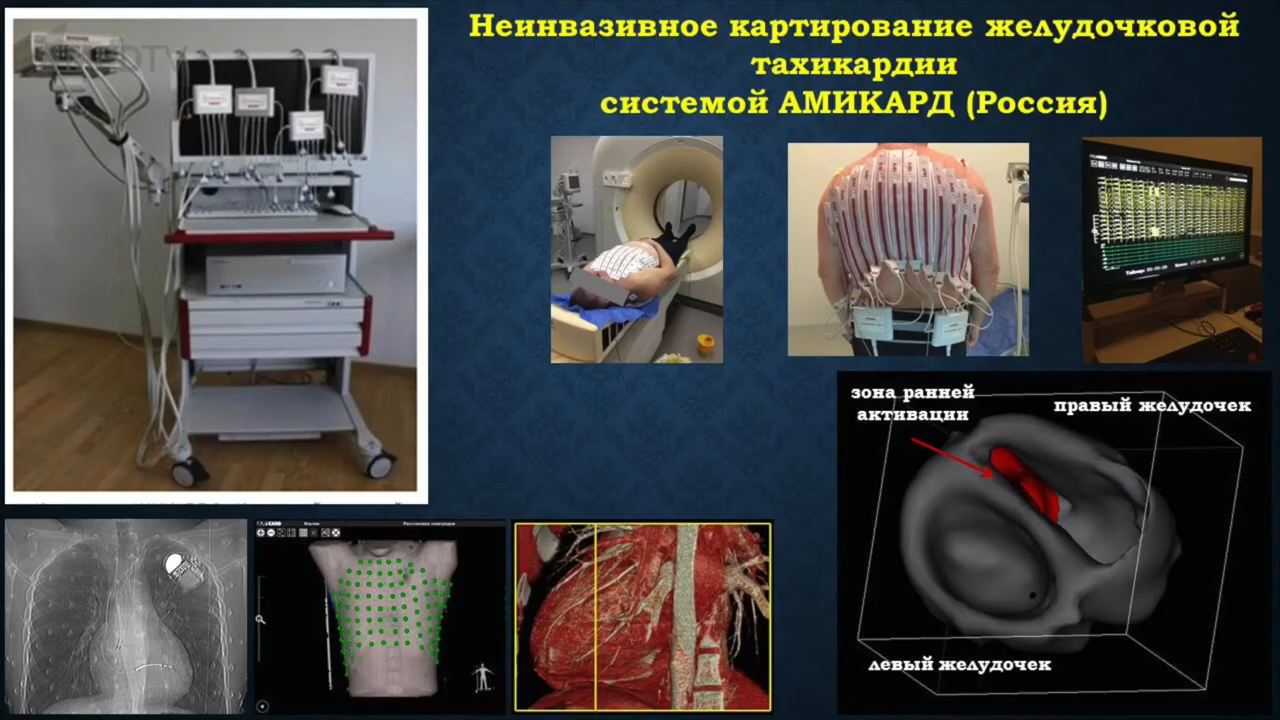 Неинвазивное картирование желудочковой
тахикардии
системой АМИКАРД (Россия)
зона ранней
активации
правый желудочек
левый желудочек